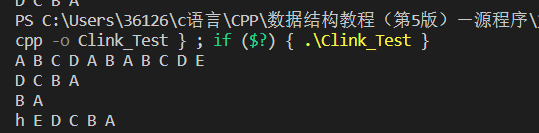 D C B A
PS C:\Users\36126\c语言\CPP\数据结构教程（第5版）—源程序\
cpp -o Clink_Test } ; if ($?) { .\Clink_Test }
A B C D A B A B C D E
D C B A
B A
h E D C B A